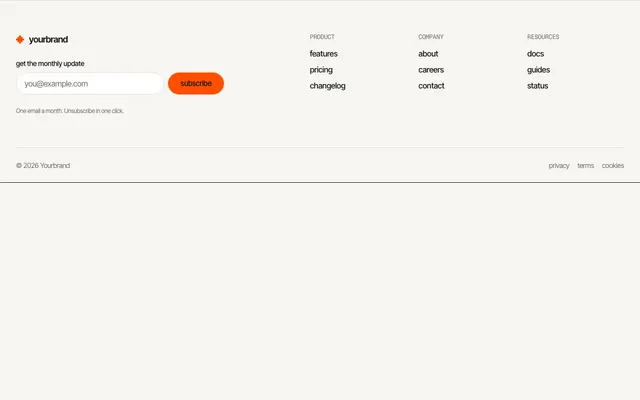 yourbrand
get the monthly update
you@example.com
subscribe
One email a month. Unsubscribe in one click.
PRODUCT
features
pricing
changelog
COMPANY
about
careers
contact
RESOURCES
docs
guides
status
© 2026 Yourbrand
privacy terms cookies